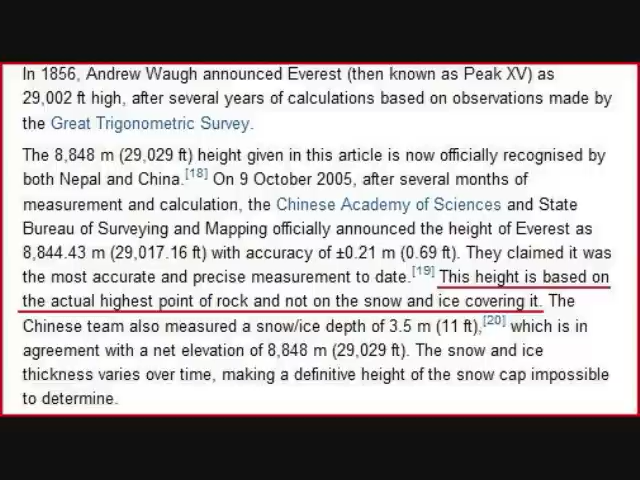 In 1856, Andrew Waugh announced Everest (then known as Peak XV) as
29,002 ft high, after several years of calculations based on observations made by
the Great Trigonometric Survey.
The 8,848 m (29,029 ft) height given in this article is now officially recognised by
both Nepal and China.[18] On 9 October 2005, after several months of
measurement and calculation, the Chinese Academy of Sciences and State
Bureau of Surveying and Mapping officially announced the height of Everest as
8,844.43 m (29,017.16 ft) with accuracy of ±0.21 m (0.69 ft). They claimed it was
the most accurate and precise measurement to date.[19] This height is based on
the actual highest point of rock and not on the snow and ice covering it. The
Chinese team also measured a snow/ice depth of 3.5 m (11 ft),[20] which is in
agreement with a net elevation of 8,848 m (29,029 ft). The snow and ice
thickness varies over time, making a definitive height of the snow cap impossible
to determine.